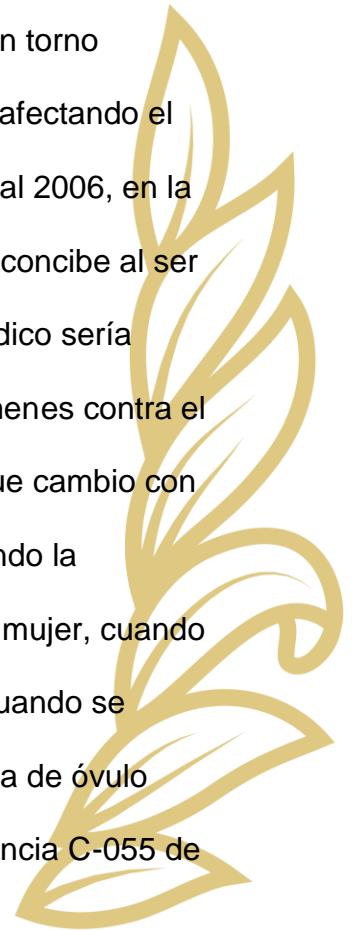 n torno
afectando el
al 2006, en la
concibe al ser
dico sería
nenes contra el
ue cambio con
ndo la
mujer, cuando
uando se
a de óvulo
ncia C-055 de